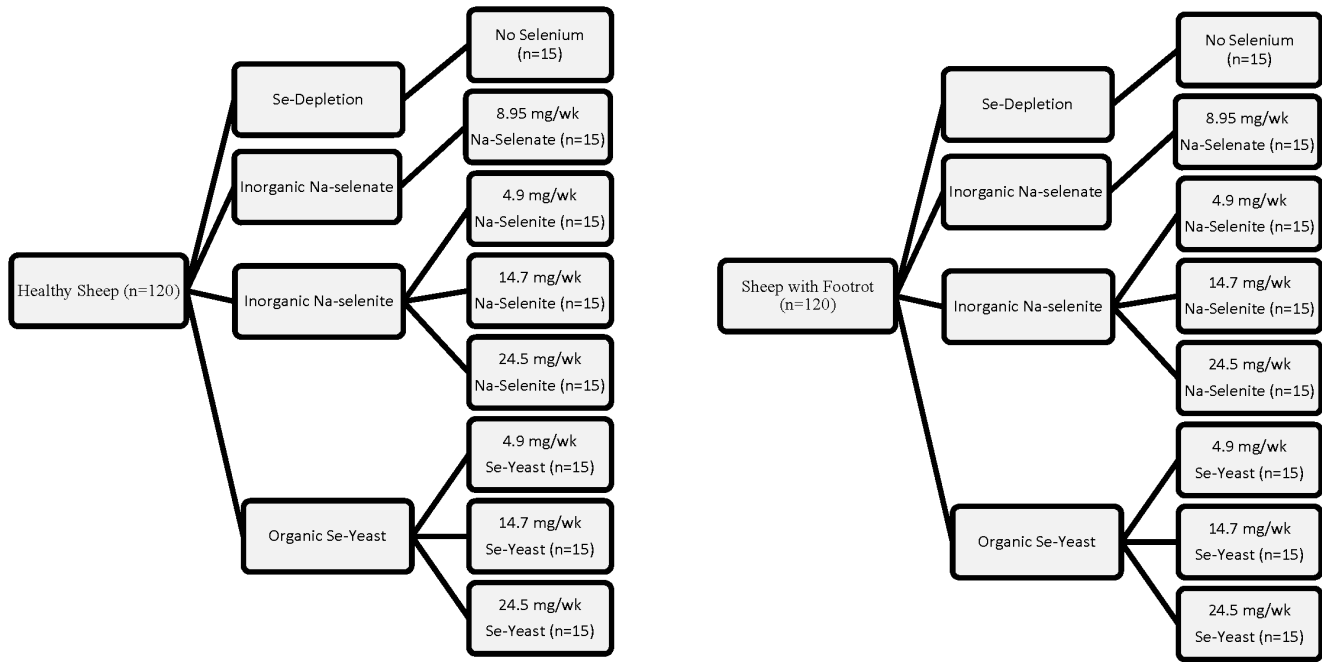 Healthy Sheep (n=120)
Se-Depletion
No Selenium
(n=15)
Inorganic Na-selenate
8.95 mg/wk
Na-Selenate (n=15)
Inorganic Na-selenite
4.9 mg/wk
Na-Selenite (n=15)
14.7 mg/wk
Na-Selenite (n=15)
24.5 mg/wk
Na-Selenite (n=15)
Organic Se-Yeast
4.9 mg/wk
Se-Yeast (n=15)
14.7 mg/wk
Se-Yeast (n=15)
24.5 mg/wk
Se-Yeast (n=15)
Sheep with Footrot
(n=120)
Se-Depletion
No Selenium
(n=15)
Inorganic Na-selenate
8.95 mg/wk
Na-Selenate (n=15)
Inorganic Na-selenite
4.9 mg/wk
Na-Selenite (n=15)
14.7 mg/wk
Na-Selenite (n=15)
24.5 mg/wk
Na-Selenite (n=15)
Organic Se-Yeast
4.9 mg/wk
Se-Yeast (n=15)
14.7 mg/wk
Se-Yeast (n=15)
24.5 mg/wk
Se-Yeast (n=15)